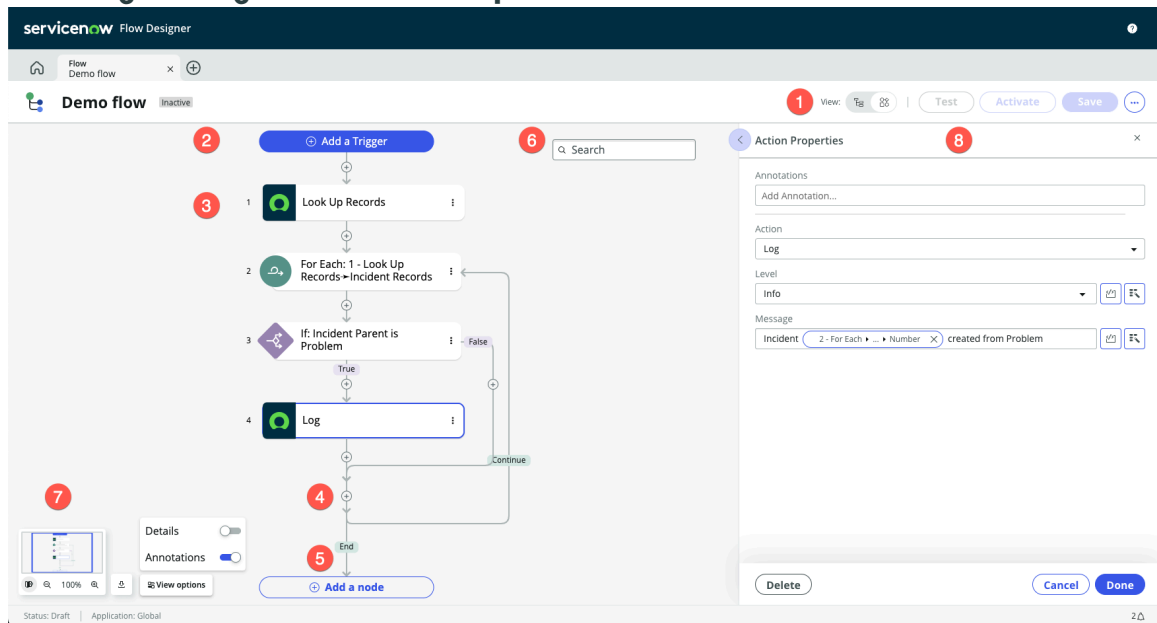 servicenow Flow Designer
Flow
Demo flow
Demo flow Inactive
1 View: Test Activate Save
2 Add a Trigger
6 Search
3 1 Look Up Records
2 For Each: 1 - Look Up
Records▸Incident Records
3 If: Incident Parent is
Problem
False
True
4 Log
Continue
4
End
5
Add a node
7
Details
Annotations
100%
View options
Action Properties 8
Annotations
Add Annotation...
Action
Log
Level
Info
Message
Incident 2 - For Each ▸ ... ▸ Number created from Problem
Delete Cancel Done
Status: Draft | Application: Global 2